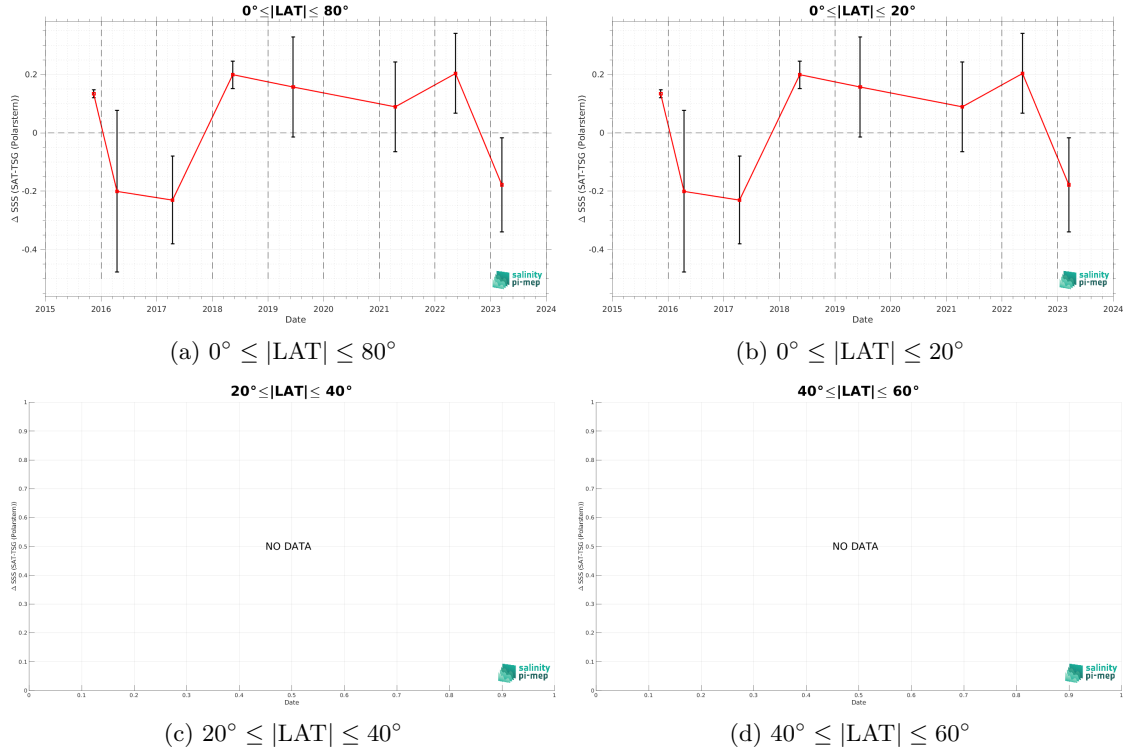 0°≤|LAT|≤ 80°
Δ SSS (SAT-TSG (Polarstern))
0.2
0
-0.2
-0.4
2015 2016 2017 2018 2019 2020 2021 2022 2023 2024
Date
salinity
pi-mep
(a) 0° ≤ |LAT| ≤ 80°
0°≤|LAT|≤ 20°
Δ SSS (SAT-TSG (Polarstern))
0.2
0
-0.2
-0.4
2015 2016 2017 2018 2019 2020 2021 2022 2023 2024
Date
salinity
pi-mep
(b) 0° ≤ |LAT| ≤ 20°
20°≤|LAT|≤ 40°
Δ SSS (SAT-TSG (Polarstern))
1
0.9
0.8
0.7
0.6
0.5
0.4
0.3
0.2
0.1
0
NO DATA
0 0.1 0.2 0.3 0.4 0.5 0.6 0.7 0.8 0.9 1
Date
salinity
pi-mep
(c) 20° ≤ |LAT| ≤ 40°
40°≤|LAT|≤ 60°
Δ SSS (SAT-TSG (Polarstern))
1
0.9
0.8
0.7
0.6
0.5
0.4
0.3
0.2
0.1
0
NO DATA
0 0.1 0.2 0.3 0.4 0.5 0.6 0.7 0.8 0.9 1
Date
salinity
pi-mep
(d) 40° ≤ |LAT| ≤ 60°